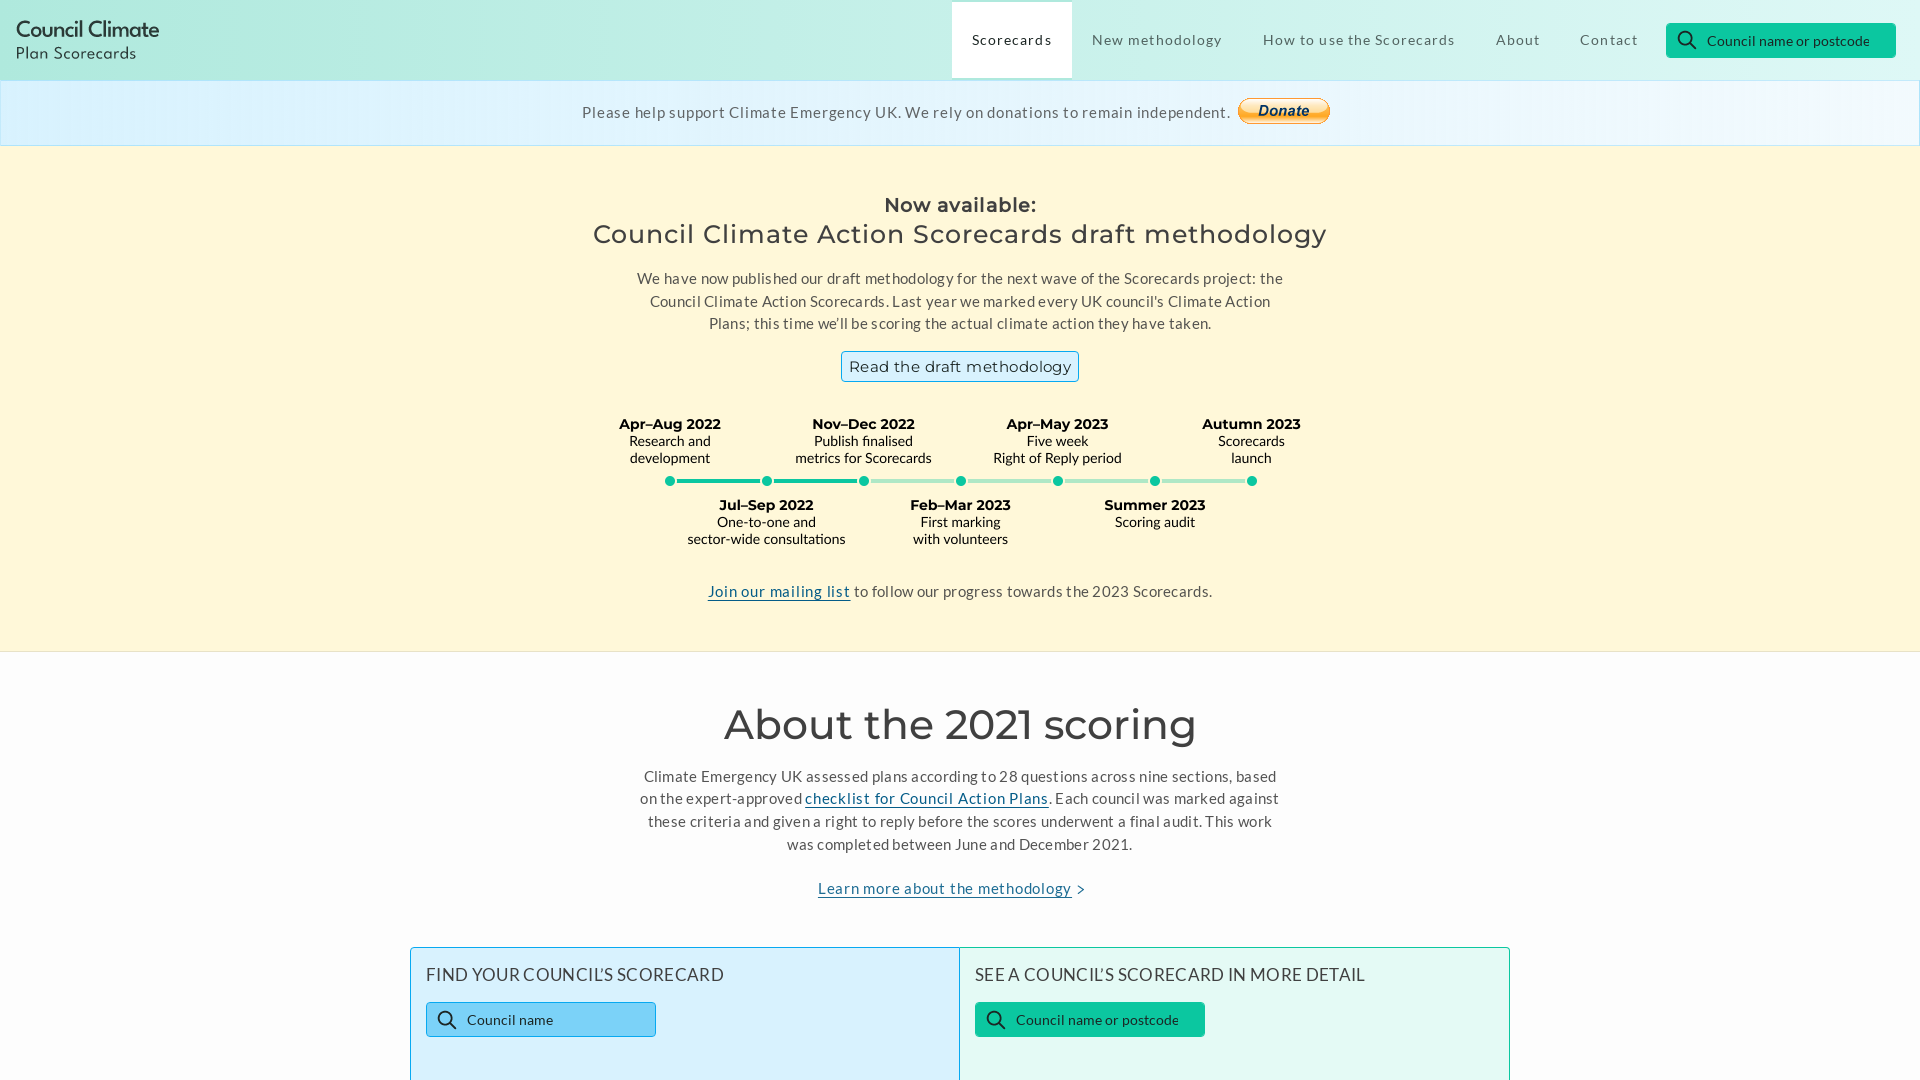 Council Climate
Plan Scorecards
Scorecards
New methodology
How to use the Scorecards
About
Contact
Council name or postcode
Please help support Climate Emergency UK. We rely on donations to remain independent.
Donate
Now available:
Council Climate Action Scorecards draft methodology
We have now published our draft methodology for the next wave of the Scorecards project: the
Council Climate Action Scorecards. Last year we marked every UK council's Climate Action
Plans; this time we’ll be scoring the actual climate action they have taken.
Read the draft methodology
Apr–Aug 2022
Research and
development
Nov–Dec 2022
Publish finalised
metrics for Scorecards
Apr–May 2023
Five week
Right of Reply period
Autumn 2023
Scorecards
launch
Jul–Sep 2022
One-to-one and
sector-wide consultations
Feb–Mar 2023
First marking
with volunteers
Summer 2023
Scoring audit
Join our mailing list to follow our progress towards the 2023 Scorecards.
About the 2021 scoring
Climate Emergency UK assessed plans according to 28 questions across nine sections, based
on the expert-approved checklist for Council Action Plans. Each council was marked against
these criteria and given a right to reply before the scores underwent a final audit. This work
was completed between June and December 2021.
Learn more about the methodology >
FIND YOUR COUNCIL’S SCORECARD
Council name
SEE A COUNCIL’S SCORECARD IN MORE DETAIL
Council name or postcode